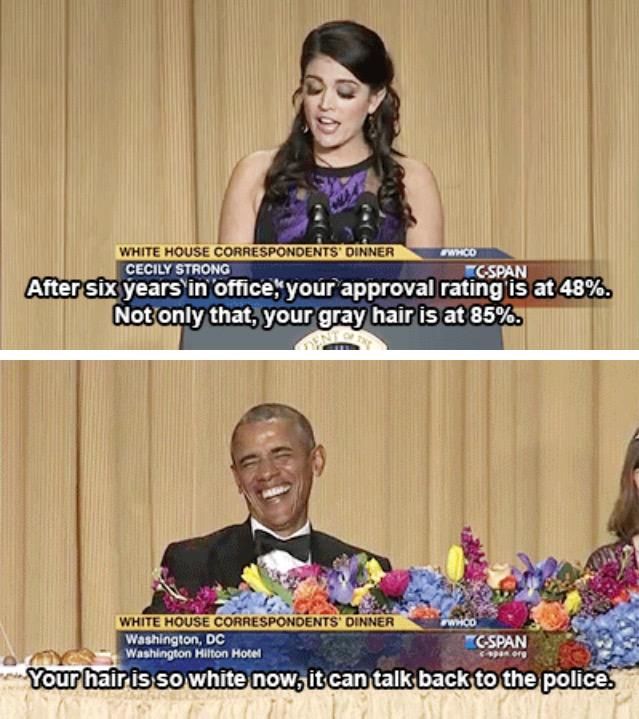 WHITE HOUSE CORRESPONDENTS' DINNER #WHCD
CECILY STRONG C-SPAN
After six years in office, your approval rating is at 48%.
Not only that, your gray hair is at 85%.
WHITE HOUSE CORRESPONDENTS' DINNER #WHCD
Washington, DC C-SPAN
Washington Hilton Hotel c-span.org
Your hair is so white now, it can talk back to the police.